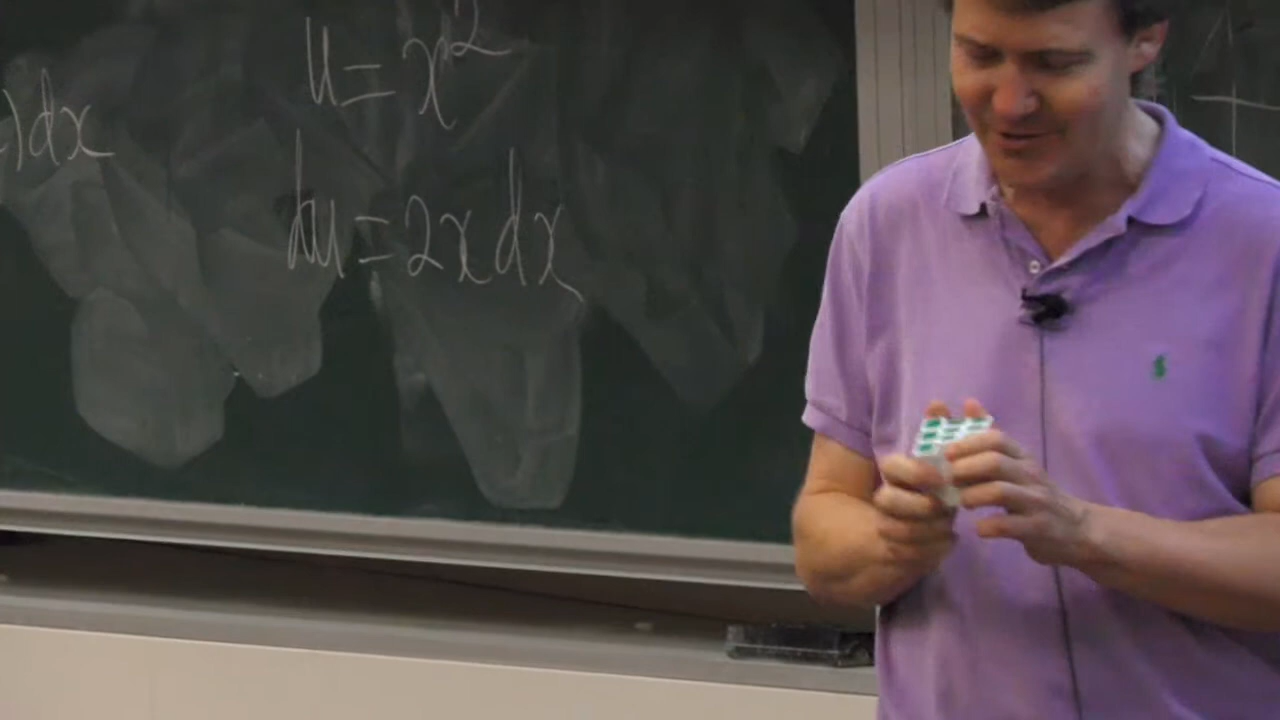 u = x²
)dx
du = 2x dx